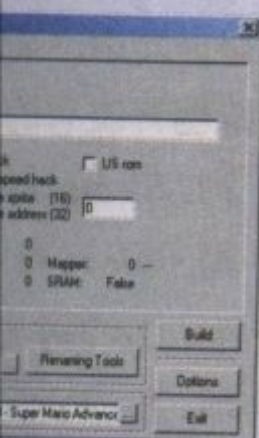 US rom
speed hack
sprite (16)
address (32) 0
0
0 Mapper: 0 --
0 SRAM: False
Build
Renaming Tools
Options
- Super Mario Advance
Exit